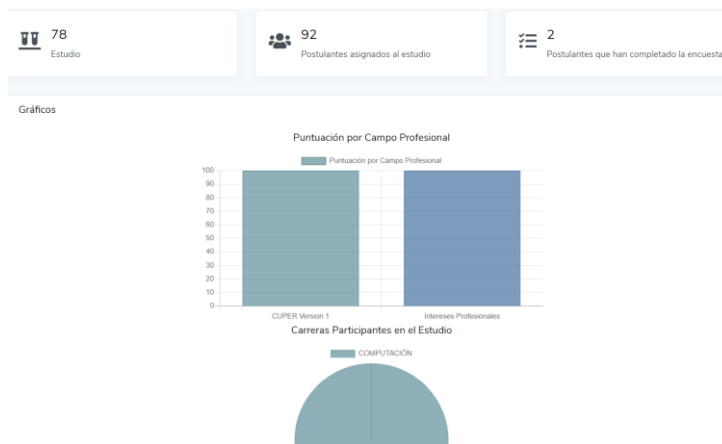 78
Estudio
92
Postulantes asignados al estudio
2
Postulantes que han completado la encuesta
Gráficos
Puntuación por Campo Profesional
Puntuación por Campo Profesional
100
90
80
70
60
50
40
30
20
10
0
CUPER Version 1
Intereses Profesionales
Carreras Participantes en el Estudio
COMPUTACIÓN